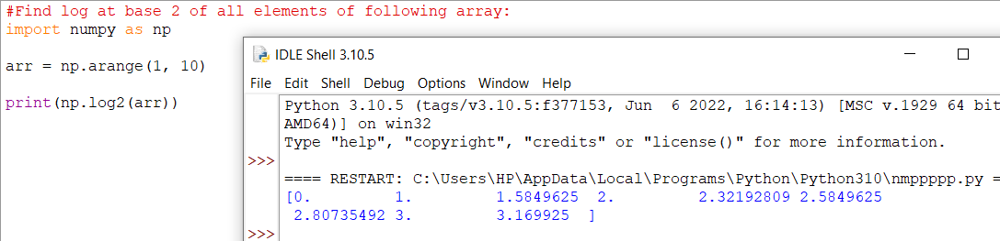 #Find log at base 2 of all elements of following array:
import numpy as np
arr = np.arange(1, 10)
print(np.log2(arr))
IDLE Shell 3.10.5
File Edit Shell Debug Options Window Help
Python 3.10.5 (tags/v3.10.5:f377153, Jun  6 2022, 16:14:13) [MSC v.1929 64 bit
AMD64)] on win32
Type "help", "copyright", "credits" or "license()" for more information.
>>>
==== RESTART: C:\Users\HP\AppData\Local\Programs\Python\Python310\nmppppp.py =
[0.         1.         1.5849625  2.         2.32192809 2.5849625
 2.80735492 3.         3.169925  ]
>>>